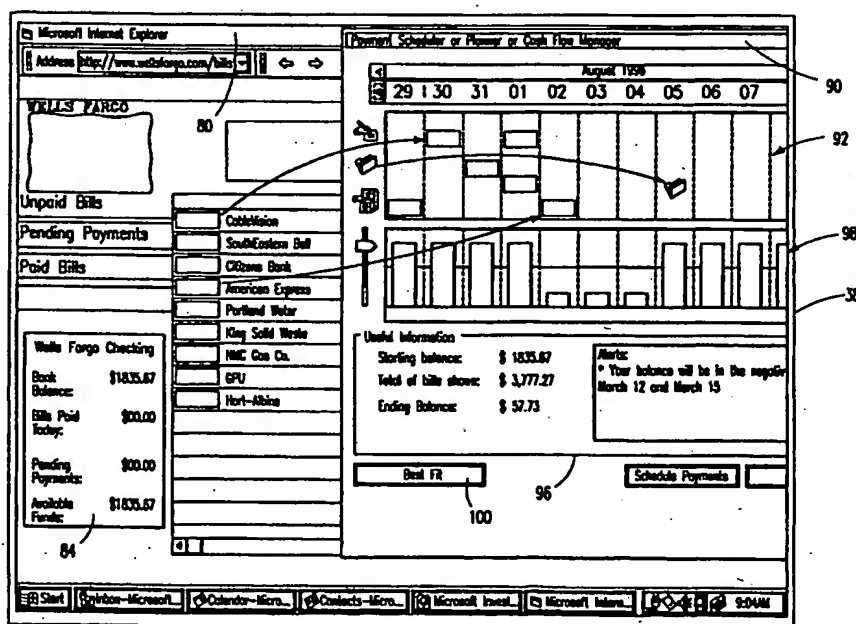 Microsoft Internet Explorer
Address http://www.wellsfargo.com/bills
80
WELLS FARGO
Unpaid Bills
Pending Payments
Paid Bills
CableVision
SouthEastern Bell
Citizens Bank
American Express
Portland Water
King Solid Waste
NMC Gas Co.
GPU
Hart-Albina
Wells Fargo Checking
Bank Balance: $1835.67
Bills Paid Today: $00.00
Pending Payments: $00.00
Available Funds: $1835.67
84
Payment Scheduler or Planner or Cash Flow Manager
90
August 1996
29 30 31 01 02 03 04 05 06 07
92
98
38
Useful Information
Starting balance: $ 1835.67
Total of bills shown: $ 3,777.27
Ending Balance: $ 57.73
Alerts:
* Your balance will be in the negativ
March 12 and March 15
Best Fit
100
96
Schedule Payments
Start
Inbox-Microsoft...
Calendar-Micro...
Contacts-Micro...
Microsoft Invest...
Microsoft Intern...
9:04AM